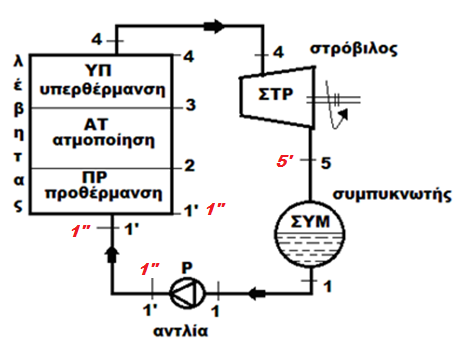 4
4
στρόβιλος
λέβητας
4
ΥΠ
υπερθέρμανση
ΣΤΡ
3
ΑΤ
ατμοποίηση
2
5'
5
ΠΡ
προθέρμανση
συμπυκνωτής
1'
1"
1"
1'
ΣΥΜ
1"
P
1
1'
1
αντλία